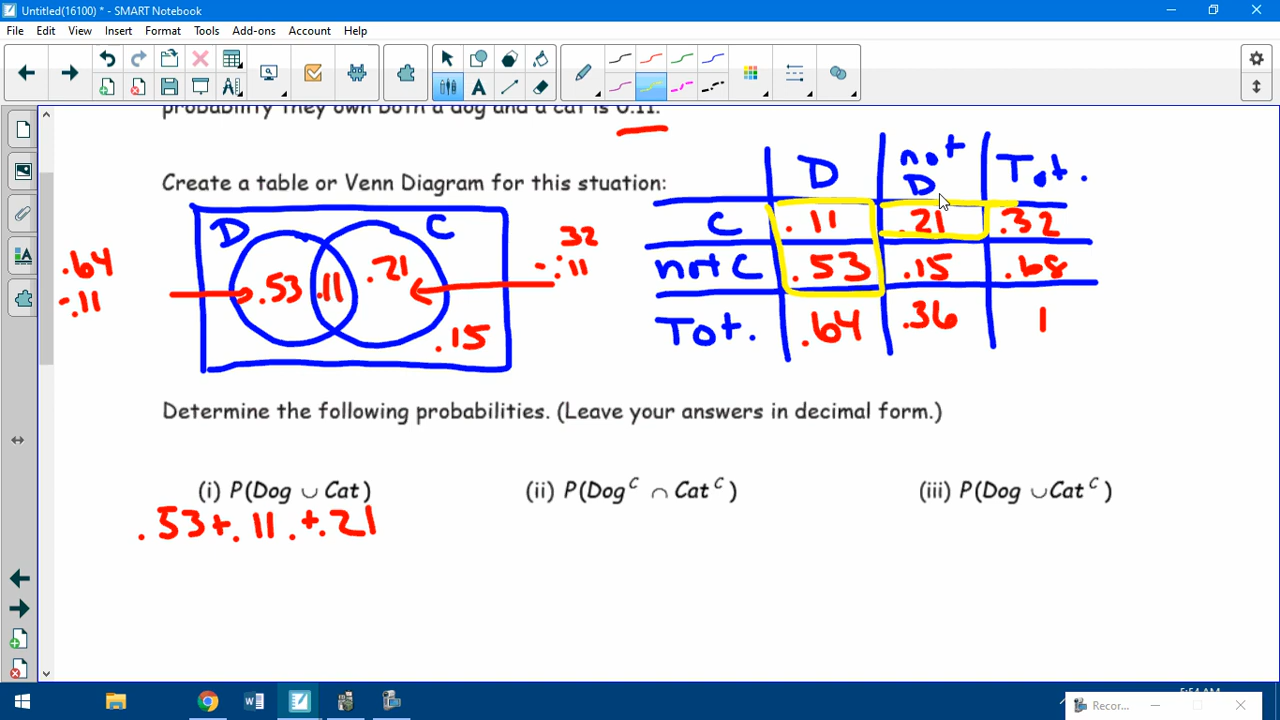 Untitled(16100) * - SMART Notebook
File Edit View Insert Format Tools Add-ons Account Help
probability they own both a dog and a cat is 0.11.
Create a table or Venn Diagram for this stuation:
D C
.64
-.11
.53 .11 .21
.15
.32
-.11
D not D Tot.
C .11 .21 .32
not C .53 .15 .68
Tot. .64 .36 1
Determine the following probabilities. (Leave your answers in decimal form.)
(i) P(Dog ∪ Cat) (ii) P(Dog^C ∩ Cat^C) (iii) P(Dog ∪Cat^C)
.53+.11.+.21
Recor...